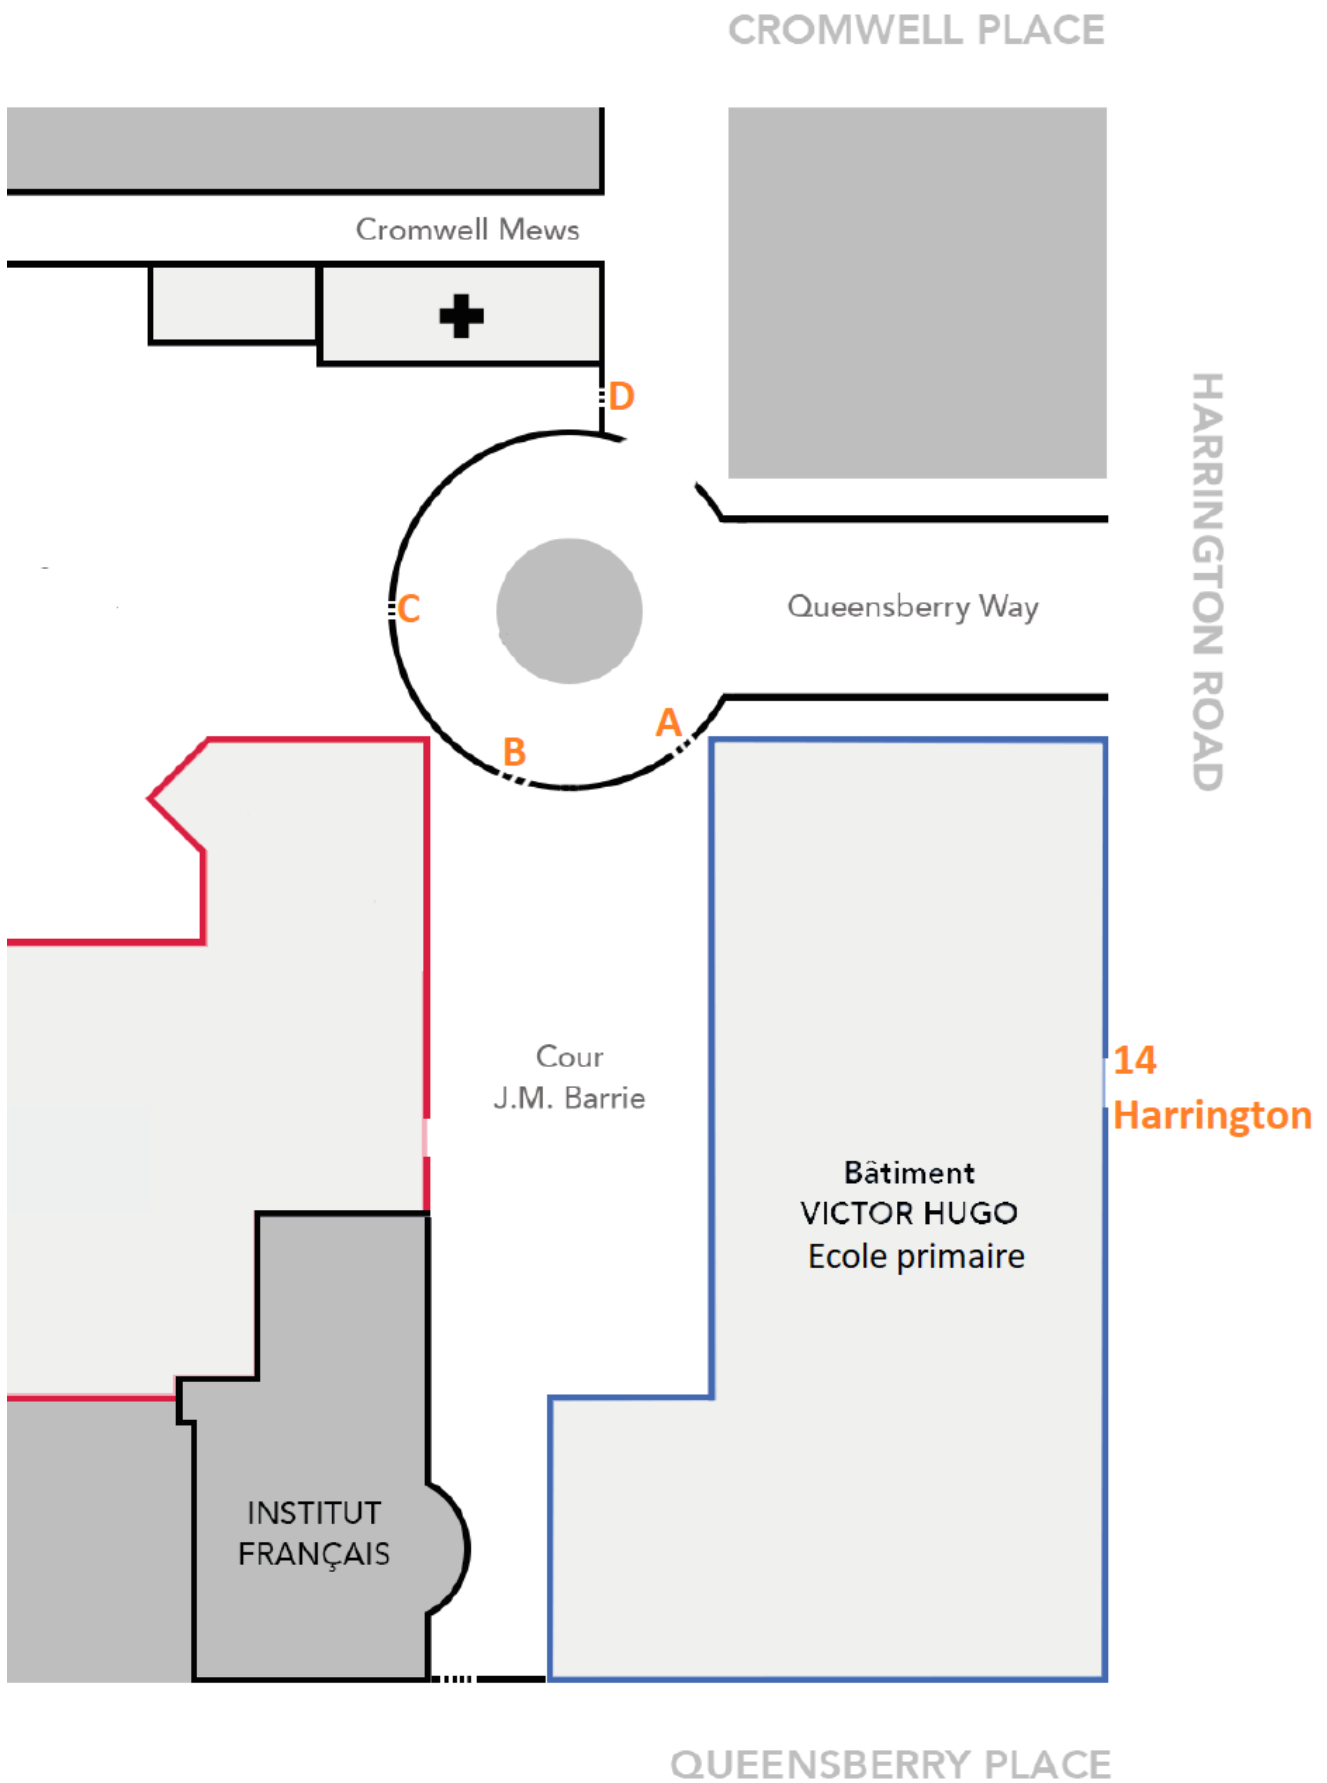 CROMWELL PLACE
Cromwell Mews
D
HARRINGTON ROAD
C
Queensberry Way
A
B
14
Harrington
Cour
J.M. Barrie
Bâtiment
VICTOR HUGO
Ecole primaire
INSTITUT
FRANÇAIS
QUEENSBERRY PLACE